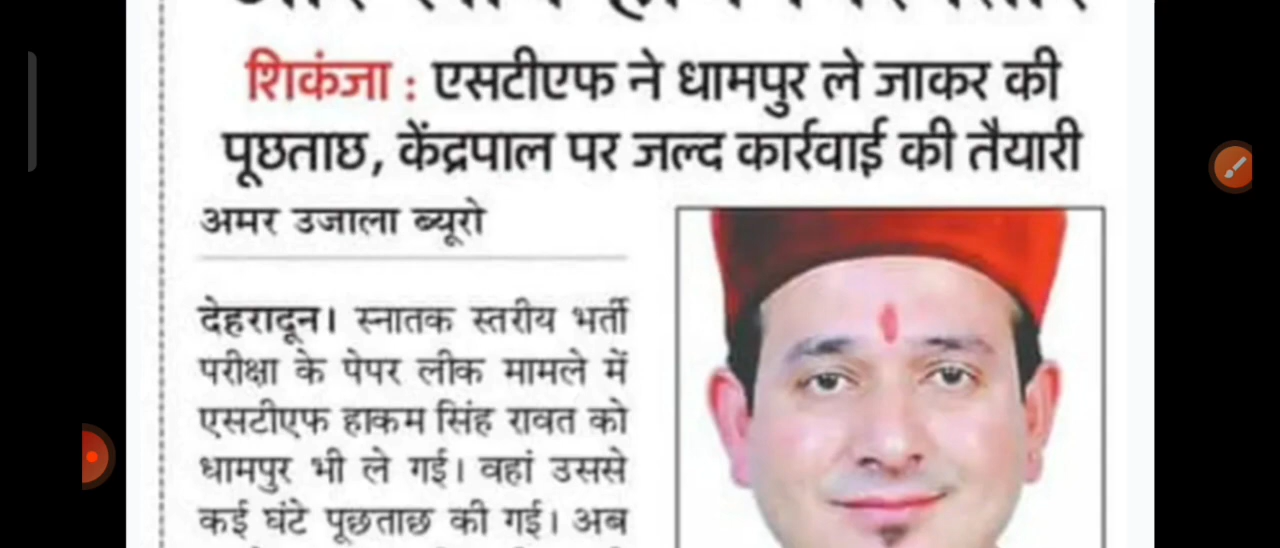 शिकंजा : एसटीएफ ने धामपुर ले जाकर की
पूछताछ, केंद्रपाल पर जल्द कार्रवाई की तैयारी
अमर उजाला ब्यूरो
देहरादून। स्नातक स्तरीय भर्ती
परीक्षा के पेपर लीक मामले में
एसटीएफ हाकम सिंह रावत को
धामपुर भी ले गई। वहां उससे
कई घंटे पूछताछ की गई। अब